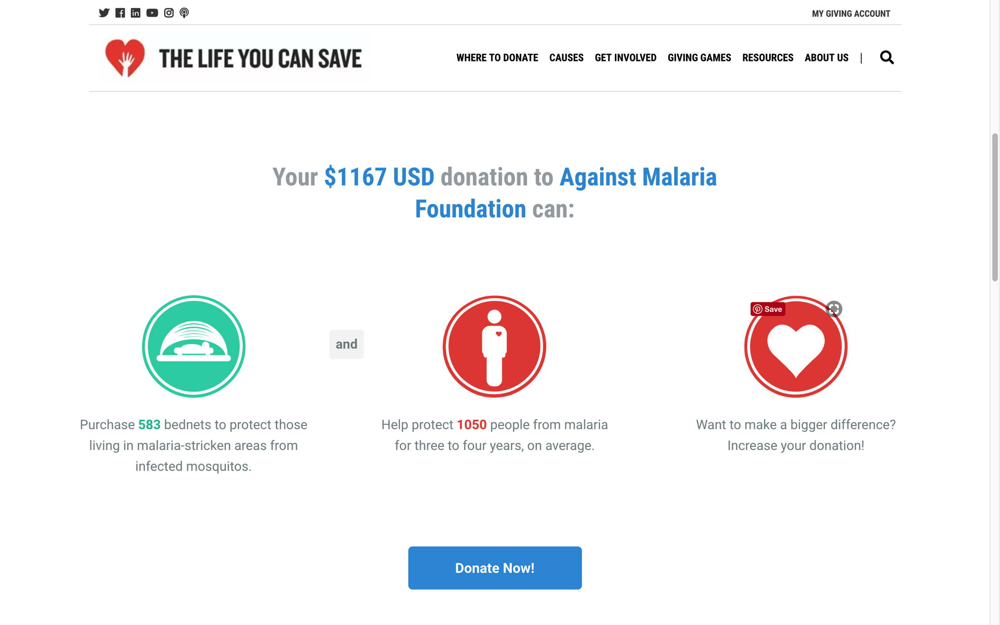 MY GIVING ACCOUNT
THE LIFE YOU CAN SAVE
WHERE TO DONATE CAUSES GET INVOLVED GIVING GAMES RESOURCES ABOUT US |
Your $1167 USD donation to Against Malaria
Foundation can:
Save
and
Purchase 583 bednets to protect those
living in malaria-stricken areas from
infected mosquitos.
Help protect 1050 people from malaria
for three to four years, on average.
Want to make a bigger difference?
Increase your donation!
Donate Now!